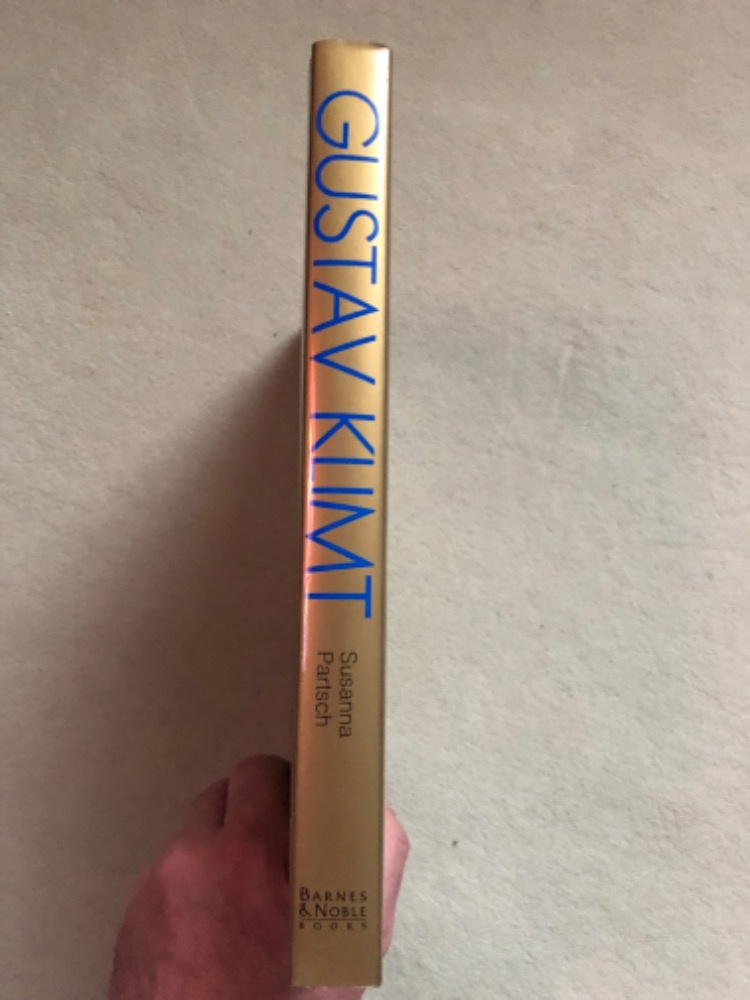 GUSTAV KLIMT
Susanna
Partsch
BARNES
& NOBLE
BOOKS